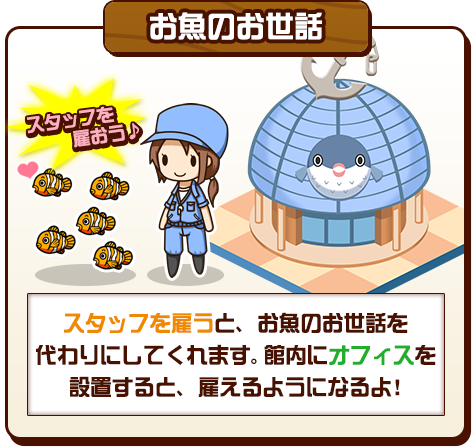 お魚のお世話
スタッフを
雇おう♪
スタッフを雇うと、お魚のお世話を
代わりにしてくれます。館内にオフィスを
設置すると、雇えるようになるよ!